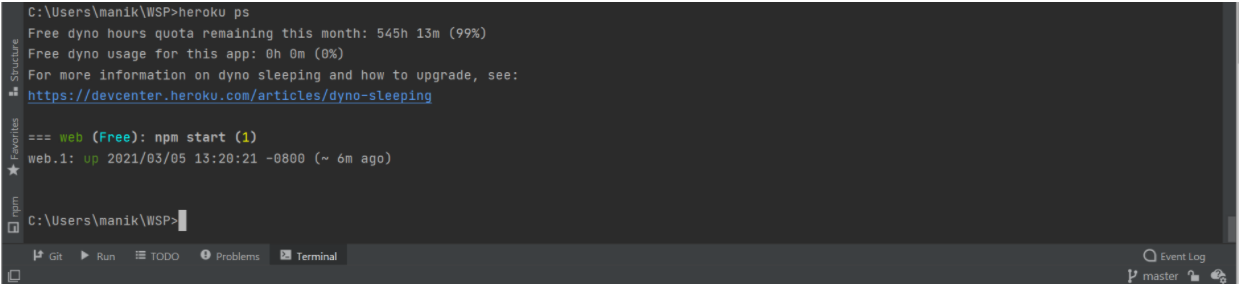 C:\Users\manik\WSP>heroku ps
Free dyno hours quota remaining this month: 545h 13m (99%)
Free dyno usage for this app: 0h 0m (0%)
For more information on dyno sleeping and how to upgrade, see:
https://devcenter.heroku.com/articles/dyno-sleeping
=== web (Free): npm start (1)
web.1: up 2021/03/05 13:20:21 -0800 (~ 6m ago)
C:\Users\manik\WSP>
Structure
Favorites
npm
Git Run TODO Problems Terminal Event Log
master